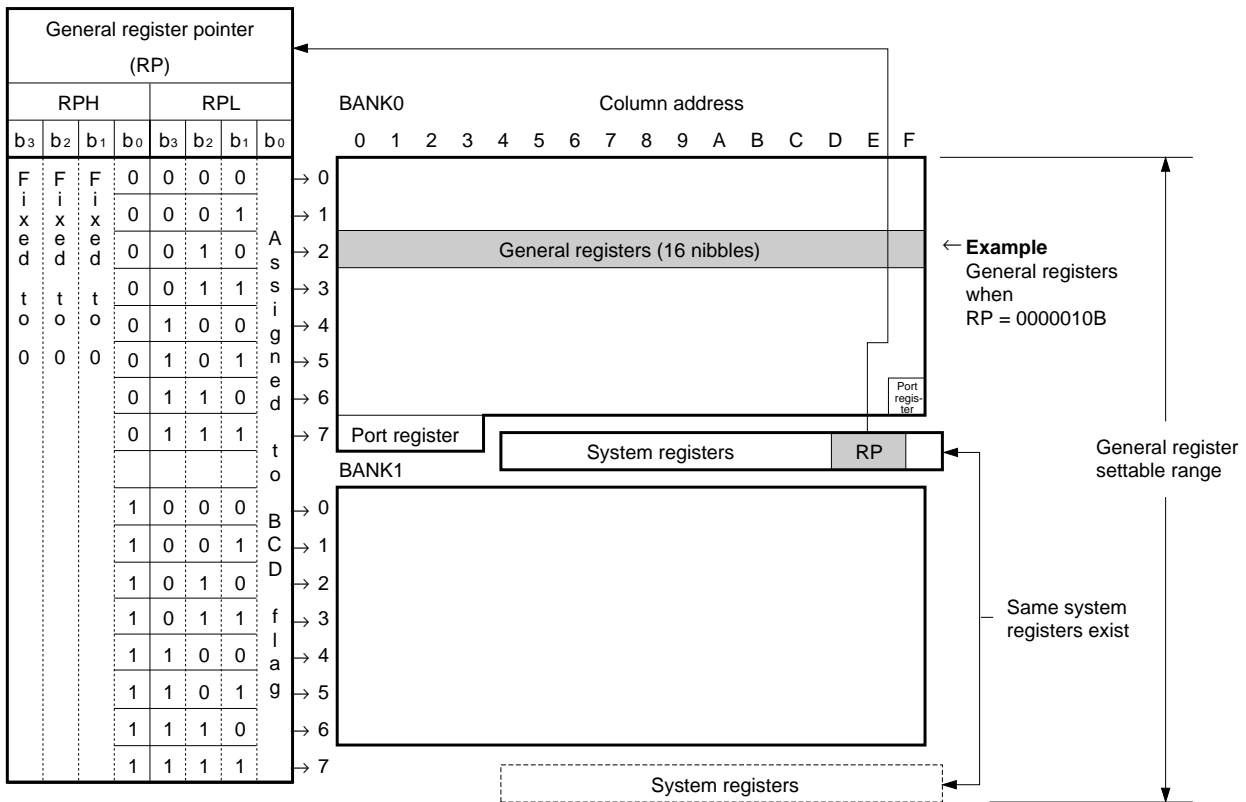 General register pointer
(RP)
RPH RPL
b3 b2 b1 b0 b3 b2 b1 b0
Fixed to 0 Fixed to 0 Fixed to 0
Assigned to BCD flag
0 0 0 0 → 0
0 0 0 1 → 1
0 0 1 0 → 2
0 0 1 1 → 3
0 1 0 0 → 4
0 1 0 1 → 5
0 1 1 0 → 6
0 1 1 1 → 7
1 0 0 0 → 0
1 0 0 1 → 1
1 0 1 0 → 2
1 0 1 1 → 3
1 1 0 0 → 4
1 1 0 1 → 5
1 1 1 0 → 6
1 1 1 1 → 7
BANK0 Column address
0 1 2 3 4 5 6 7 8 9 A B C D E F
General registers (16 nibbles)
Port
regis-
ter
Port register
System registers RP
BANK1
System registers
← Example
General registers
when
RP = 0000010B
General register
settable range
Same system
registers exist